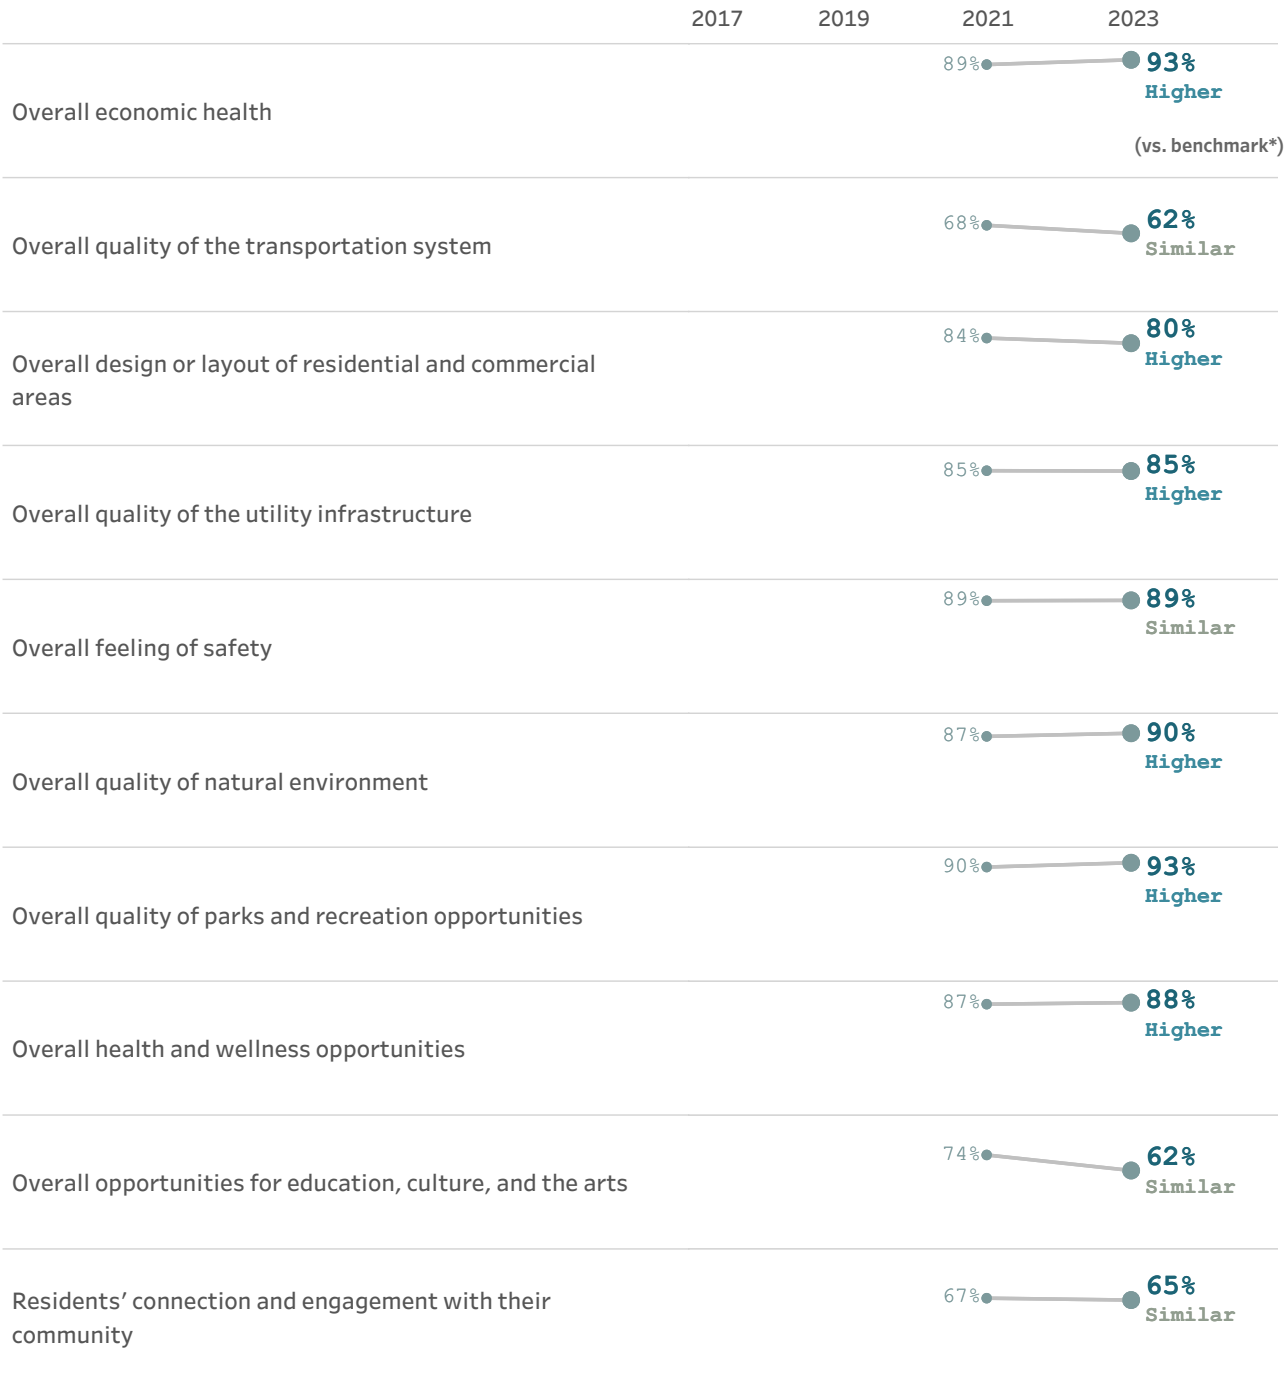 2017 2019 2021 2023
89% 93%
Higher
Overall economic health
(vs. benchmark*)
68% 62%
Overall quality of the transportation system Similar
84% 80%
Higher
Overall design or layout of residential and commercial
areas
85% 85%
Higher
Overall quality of the utility infrastructure
89% 89%
Similar
Overall feeling of safety
87% 90%
Higher
Overall quality of natural environment
90% 93%
Higher
Overall quality of parks and recreation opportunities
87% 88%
Higher
Overall health and wellness opportunities
74% 62%
Overall opportunities for education, culture, and the arts Similar
67% 65%
Residents’ connection and engagement with their Similar
community